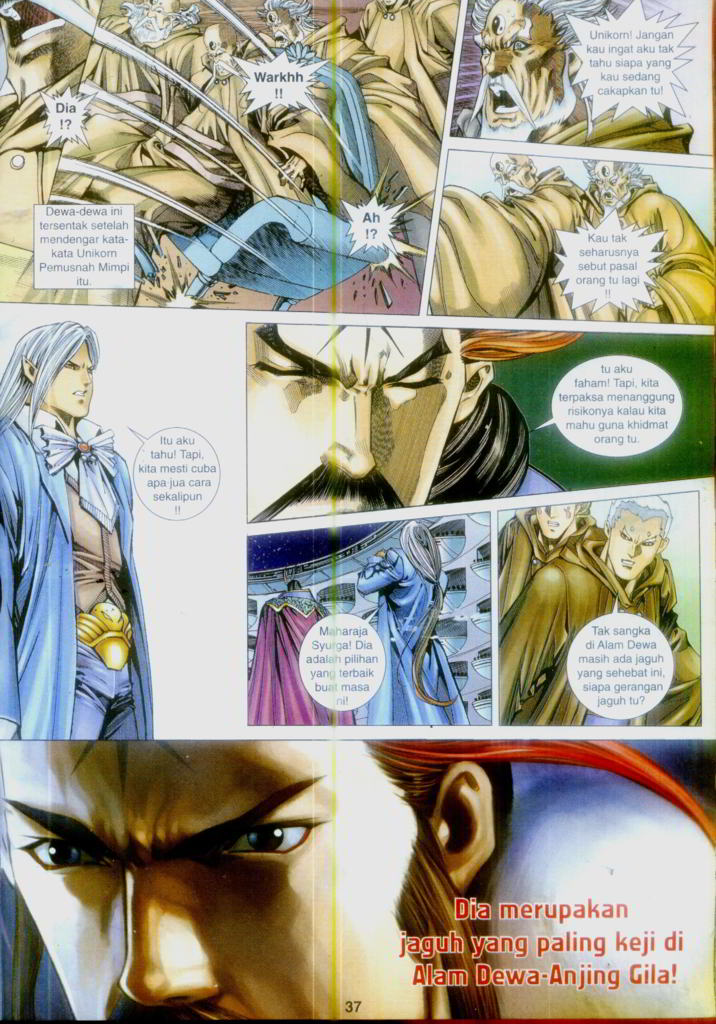 Dia
!?
Warkhh
!!
Ah
!?
Dewa-dewa ini
tersentak setelah
mendengar kata-
kata Unikorn
Pemusnah Mimpi
itu.
Unikorn! Jangan
kau ingat aku tak
tahu siapa yang
kau sedang
cakapkan tu!
Kau tak
seharusnya
sebut pasal
orang tu lagi
!!
Itu aku
tahu! Tapi,
kita mesti cuba
apa-jua cara
sekalipun
!!
tu aku
faham! Tapi, kita
terpaksa menanggung
risikonya kalau kita
mahu guna khidmat
orang tu.
Maharaja
Syurga! Dia
adalah pilihan
yang terbaik
buat masa
ni!
Tak sangka
di Alam Dewa
masih ada jaguh
yang sehebat ini,
siapa gerangan
jaguh tu?
Dia merupakan
jaguh yang paling keji di
Alam Dewa-Anjing Gila!
37